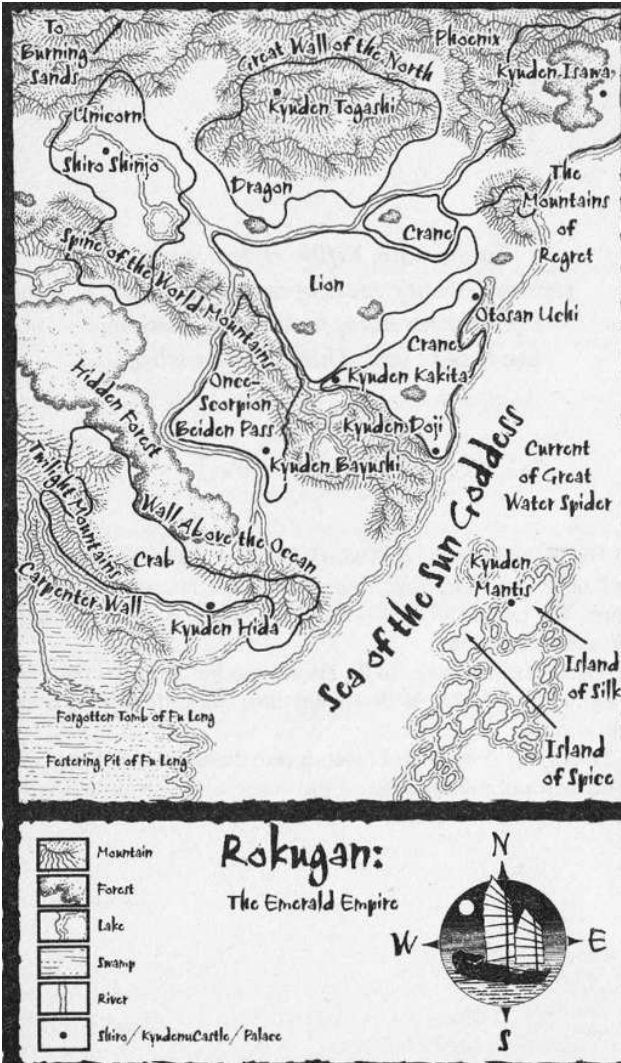 To
Burning
Sands
Great Wall of the North
Phoenix
Kyuden Isawa
Kyuden Togashi
Unicorn
Shiro Shinjo
Dragon
The
Mountains
of
Regret
Crane
Spine of the World Mountains
Lion
Otosan Uchi
Crane
Kyuden Kakita
Hidden Forest
Once-
Scorpion
Beiden Pass
Kyuden Doji
Kyuden Bayushi
Current
of Great
Water Spider
Sea of the Sun Goddess
Twilight Mountains
Wall Above the Ocean
Crab
Carpenter Wall
Kyuden Hida
Kyuden
Mantis
Island
of Silk
Island
of Spice
Forgotten Tomb of Fu Leng
Festering Pit of Fu Leng
Mountain
Forest
Lake
Swamp
River
Shiro/KyudenuCastle/Palace
Rokugan:
The Emerald Empire
N
W
E
S